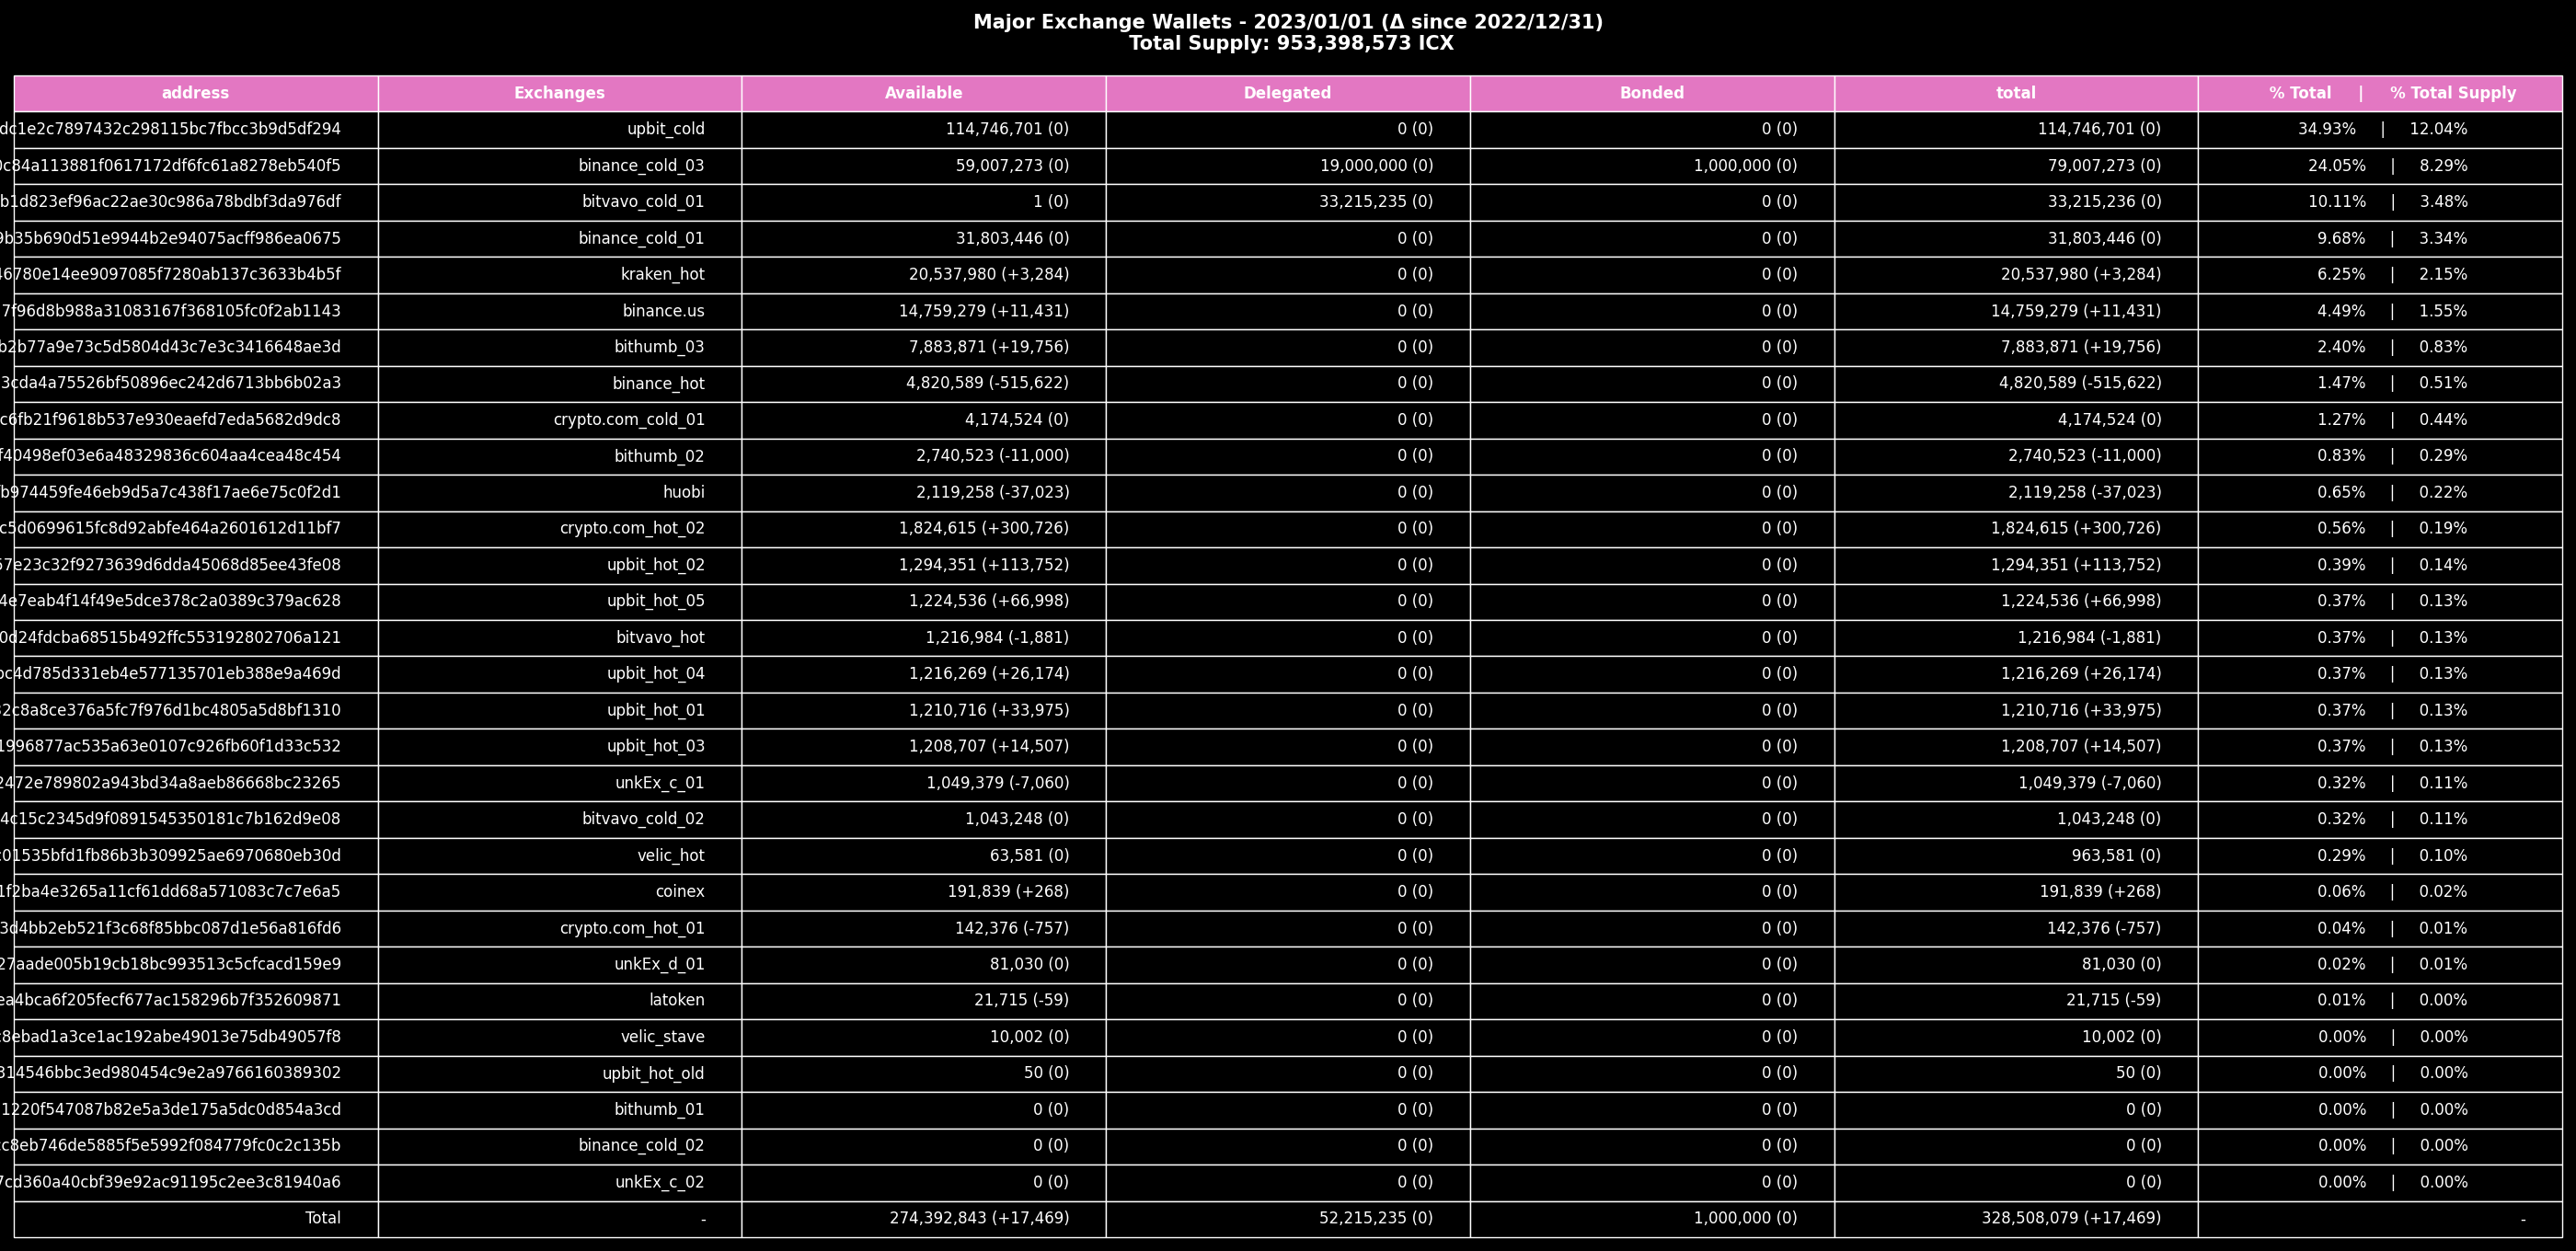 Major Exchange Wallets - 2023/01/01 (Δ since 2022/12/31)
Total Supply: 953,398,573 ICX
address Exchanges Available Delegated Bonded total % Total | % Total Supply
dc1e2c7897432c298115bc7fbcc3b9d5df294 upbit_cold 114,746,701 (0) 0 (0) 0 (0) 114,746,701 (0) 34.93% | 12.04%
c84a113881f0617172df6fc61a8278eb540f5 binance_cold_03 59,007,273 (0) 19,000,000 (0) 1,000,000 (0) 79,007,273 (0) 24.05% | 8.29%
b1d823ef96ac22ae30c986a78bdbf3da976df bitvavo_cold_01 1 (0) 33,215,235 (0) 0 (0) 33,215,236 (0) 10.11% | 3.48%
9b35b690d51e9944b2e94075acff986ea0675 binance_cold_01 31,803,446 (0) 0 (0) 0 (0) 31,803,446 (0) 9.68% | 3.34%
46780e14ee9097085f7280ab137c3633b4b5f kraken_hot 20,537,980 (+3,284) 0 (0) 0 (0) 20,537,980 (+3,284) 6.25% | 2.15%
7f96d8b988a31083167f368105fc0f2ab1143 binance.us 14,759,279 (+11,431) 0 (0) 0 (0) 14,759,279 (+11,431) 4.49% | 1.55%
b2b77a9e73c5d5804d43c7e3c3416648ae3d bithumb_03 7,883,871 (+19,756) 0 (0) 0 (0) 7,883,871 (+19,756) 2.40% | 0.83%
3cda4a75526bf50896ec242d6713bb6b02a3 binance_hot 4,820,589 (-515,622) 0 (0) 0 (0) 4,820,589 (-515,622) 1.47% | 0.51%
c6fb21f9618b537e930eaefd7eda5682d9dc8 crypto.com_cold_01 4,174,524 (0) 0 (0) 0 (0) 4,174,524 (0) 1.27% | 0.44%
f40498ef03e6a48329836c604aa4cea48c454 bithumb_02 2,740,523 (-11,000) 0 (0) 0 (0) 2,740,523 (-11,000) 0.83% | 0.29%
b974459fe46eb9d5a7c438f17ae6e75c0f2d1 huobi 2,119,258 (-37,023) 0 (0) 0 (0) 2,119,258 (-37,023) 0.65% | 0.22%
c5d0699615fc8d92abfe464a2601612d11bf7 crypto.com_hot_02 1,824,615 (+300,726) 0 (0) 0 (0) 1,824,615 (+300,726) 0.56% | 0.19%
57e23c32f9273639d6dda45068d85ee43fe08 upbit_hot_02 1,294,351 (+113,752) 0 (0) 0 (0) 1,294,351 (+113,752) 0.39% | 0.14%
4e7eab4f14f49e5dce378c2a0389c379ac628 upbit_hot_05 1,224,536 (+66,998) 0 (0) 0 (0) 1,224,536 (+66,998) 0.37% | 0.13%
0d24fdcba68515b492ffc553192802706a121 bitvavo_hot 1,216,984 (-1,881) 0 (0) 0 (0) 1,216,984 (-1,881) 0.37% | 0.13%
bc4d785d331eb4e577135701eb388e9a469d upbit_hot_04 1,216,269 (+26,174) 0 (0) 0 (0) 1,216,269 (+26,174) 0.37% | 0.13%
2c8a8ce376a5fc7f976d1bc4805a5d8bf1310 upbit_hot_01 1,210,716 (+33,975) 0 (0) 0 (0) 1,210,716 (+33,975) 0.37% | 0.13%
1996877ac535a63e0107c926fb60f1d33c532 upbit_hot_03 1,208,707 (+14,507) 0 (0) 0 (0) 1,208,707 (+14,507) 0.37% | 0.13%
2472e789802a943bd34a8aeb86668bc23265 unkEx_c_01 1,049,379 (-7,060) 0 (0) 0 (0) 1,049,379 (-7,060) 0.32% | 0.11%
4c15c2345d9f0891545350181c7b162d9e08 bitvavo_cold_02 1,043,248 (0) 0 (0) 0 (0) 1,043,248 (0) 0.32% | 0.11%
c01535bfd1fb86b3b309925ae6970680eb30d velic_hot 63,581 (0) 0 (0) 0 (0) 963,581 (0) 0.29% | 0.10%
1f2ba4e3265a11cf61dd68a571083c7c7e6a5 coinex 191,839 (+268) 0 (0) 0 (0) 191,839 (+268) 0.06% | 0.02%
3d4bb2eb521f3c68f85bbc087d1e56a816fd6 crypto.com_hot_01 142,376 (-757) 0 (0) 0 (0) 142,376 (-757) 0.04% | 0.01%
27aade005b19cb18bc993513c5cfcacd159e9 unkEx_d_01 81,030 (0) 0 (0) 0 (0) 81,030 (0) 0.02% | 0.01%
ea4bca6f205fecf677ac158296b7f352609871 latoken 21,715 (-59) 0 (0) 0 (0) 21,715 (-59) 0.01% | 0.00%
c8ebad1a3ce1ac192abe49013e75db49057f8 velic_stave 10,002 (0) 0 (0) 0 (0) 10,002 (0) 0.00% | 0.00%
314546bbc3ed980454c9e2a9766160389302 upbit_hot_old 50 (0) 0 (0) 0 (0) 50 (0) 0.00% | 0.00%
1220f547087b82e5a3de175a5dc0d854a3cd bithumb_01 0 (0) 0 (0) 0 (0) 0 (0) 0.00% | 0.00%
c8eb746de5885f5e5992f084779fc0c2c135b binance_cold_02 0 (0) 0 (0) 0 (0) 0 (0) 0.00% | 0.00%
7cd360a40cbf39e92ac91195c2ee3c81940a6 unkEx_c_02 0 (0) 0 (0) 0 (0) 0 (0) 0.00% | 0.00%
Total - 274,392,843 (+17,469) 52,215,235 (0) 1,000,000 (0) 328,508,079 (+17,469) -